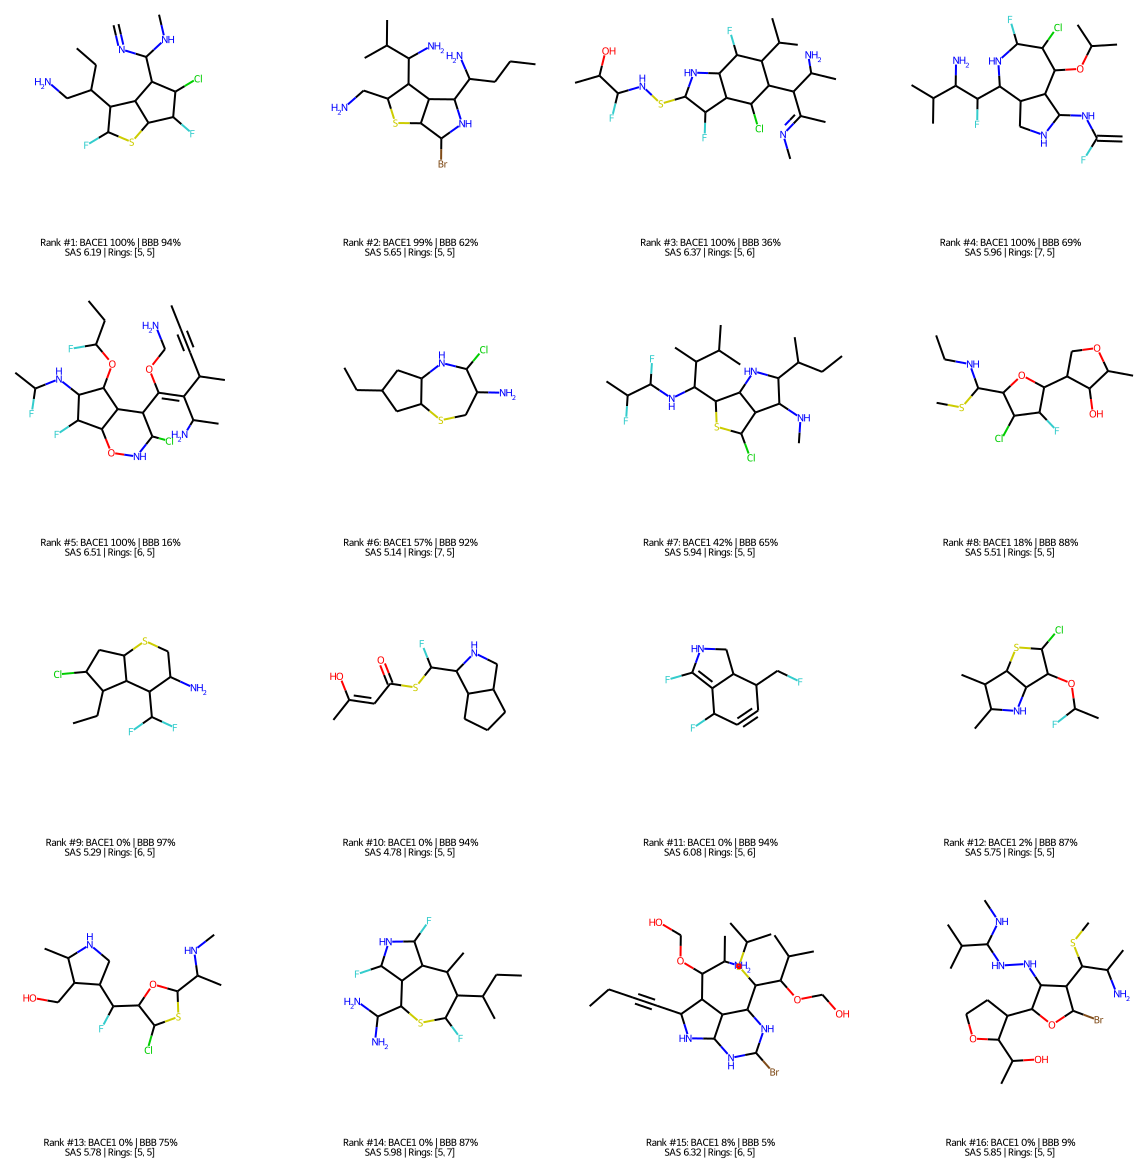 Rank #1: BACE1 100% | BBB 94%
SAS 6.19 | Rings: [5, 5]
Rank #2: BACE1 99% | BBB 62%
SAS 5.65 | Rings: [5, 5]
Rank #3: BACE1 100% | BBB 36%
SAS 6.37 | Rings: [5, 6]
Rank #4: BACE1 100% | BBB 69%
SAS 5.96 | Rings: [7, 5]
Rank #5: BACE1 100% | BBB 16%
SAS 6.51 | Rings: [6, 5]
Rank #6: BACE1 57% | BBB 92%
SAS 5.14 | Rings: [7, 5]
Rank #7: BACE1 42% | BBB 65%
SAS 5.94 | Rings: [5, 5]
Rank #8: BACE1 18% | BBB 88%
SAS 5.51 | Rings: [5, 5]
Rank #9: BACE1 0% | BBB 97%
SAS 5.29 | Rings: [6, 5]
Rank #10: BACE1 0% | BBB 94%
SAS 4.78 | Rings: [5, 5]
Rank #11: BACE1 0% | BBB 94%
SAS 6.08 | Rings: [5, 6]
Rank #12: BACE1 2% | BBB 87%
SAS 5.75 | Rings: [5, 5]
Rank #13: BACE1 0% | BBB 75%
SAS 5.78 | Rings: [5, 5]
Rank #14: BACE1 0% | BBB 87%
SAS 5.98 | Rings: [5, 7]
Rank #15: BACE1 8% | BBB 5%
SAS 6.32 | Rings: [6, 5]
Rank #16: BACE1 0% | BBB 9%
SAS 5.85 | Rings: [5, 5]